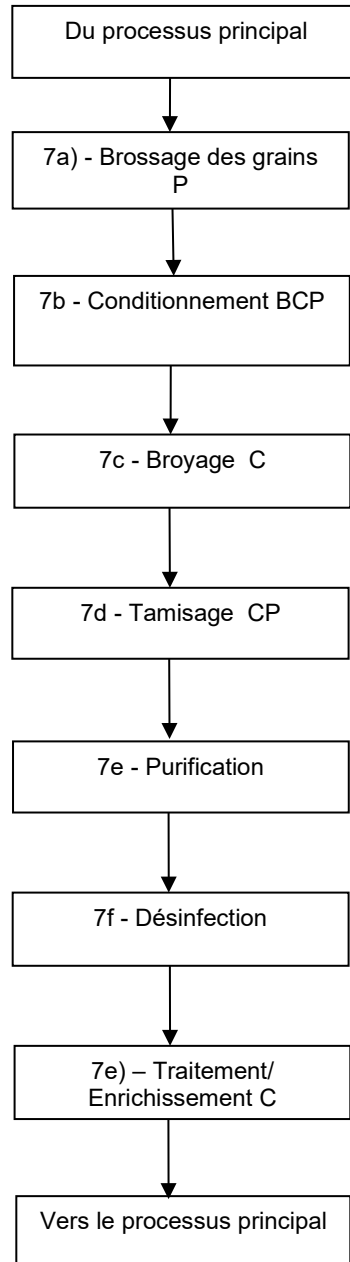 Du processus principal
7a) - Brossage des grains
P
7b - Conditionnement BCP
7c - Broyage  C
7d - Tamisage  CP
7e - Purification
7f - Désinfection
7e) – Traitement/
Enrichissement C
Vers le processus principal